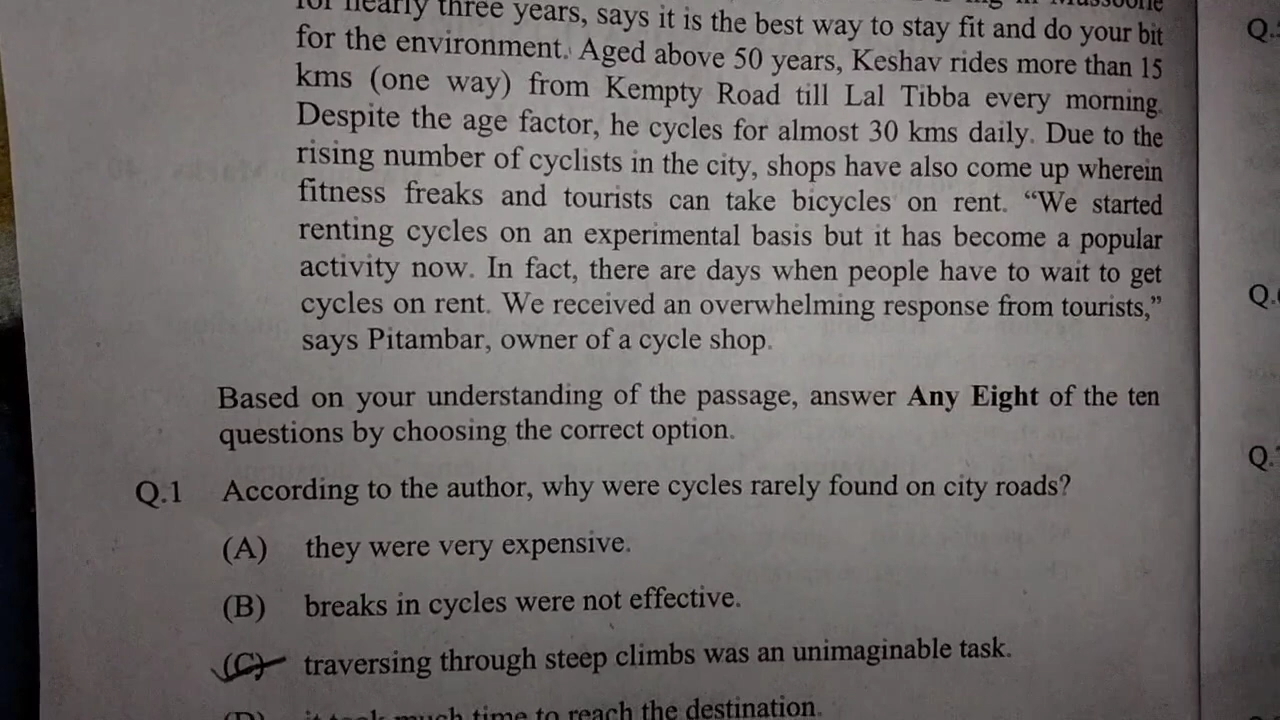 for nearly three years, says it is the best way to stay fit and do your bit
for the environment. Aged above 50 years, Keshav rides more than 15
kms (one way) from Kempty Road till Lal Tibba every morning.
Despite the age factor, he cycles for almost 30 kms daily. Due to the
rising number of cyclists in the city, shops have also come up wherein
fitness freaks and tourists can take bicycles on rent. “We started
renting cycles on an experimental basis but it has become a popular
activity now. In fact, there are days when people have to wait to get
cycles on rent. We received an overwhelming response from tourists,”
says Pitambar, owner of a cycle shop.
Based on your understanding of the passage, answer Any Eight of the ten
questions by choosing the correct option.
Q.1 According to the author, why were cycles rarely found on city roads?
(A) they were very expensive.
(B) breaks in cycles were not effective.
(C) traversing through steep climbs was an unimaginable task.
(D) it took much time to reach the destination.
Q.
Q.
Q.